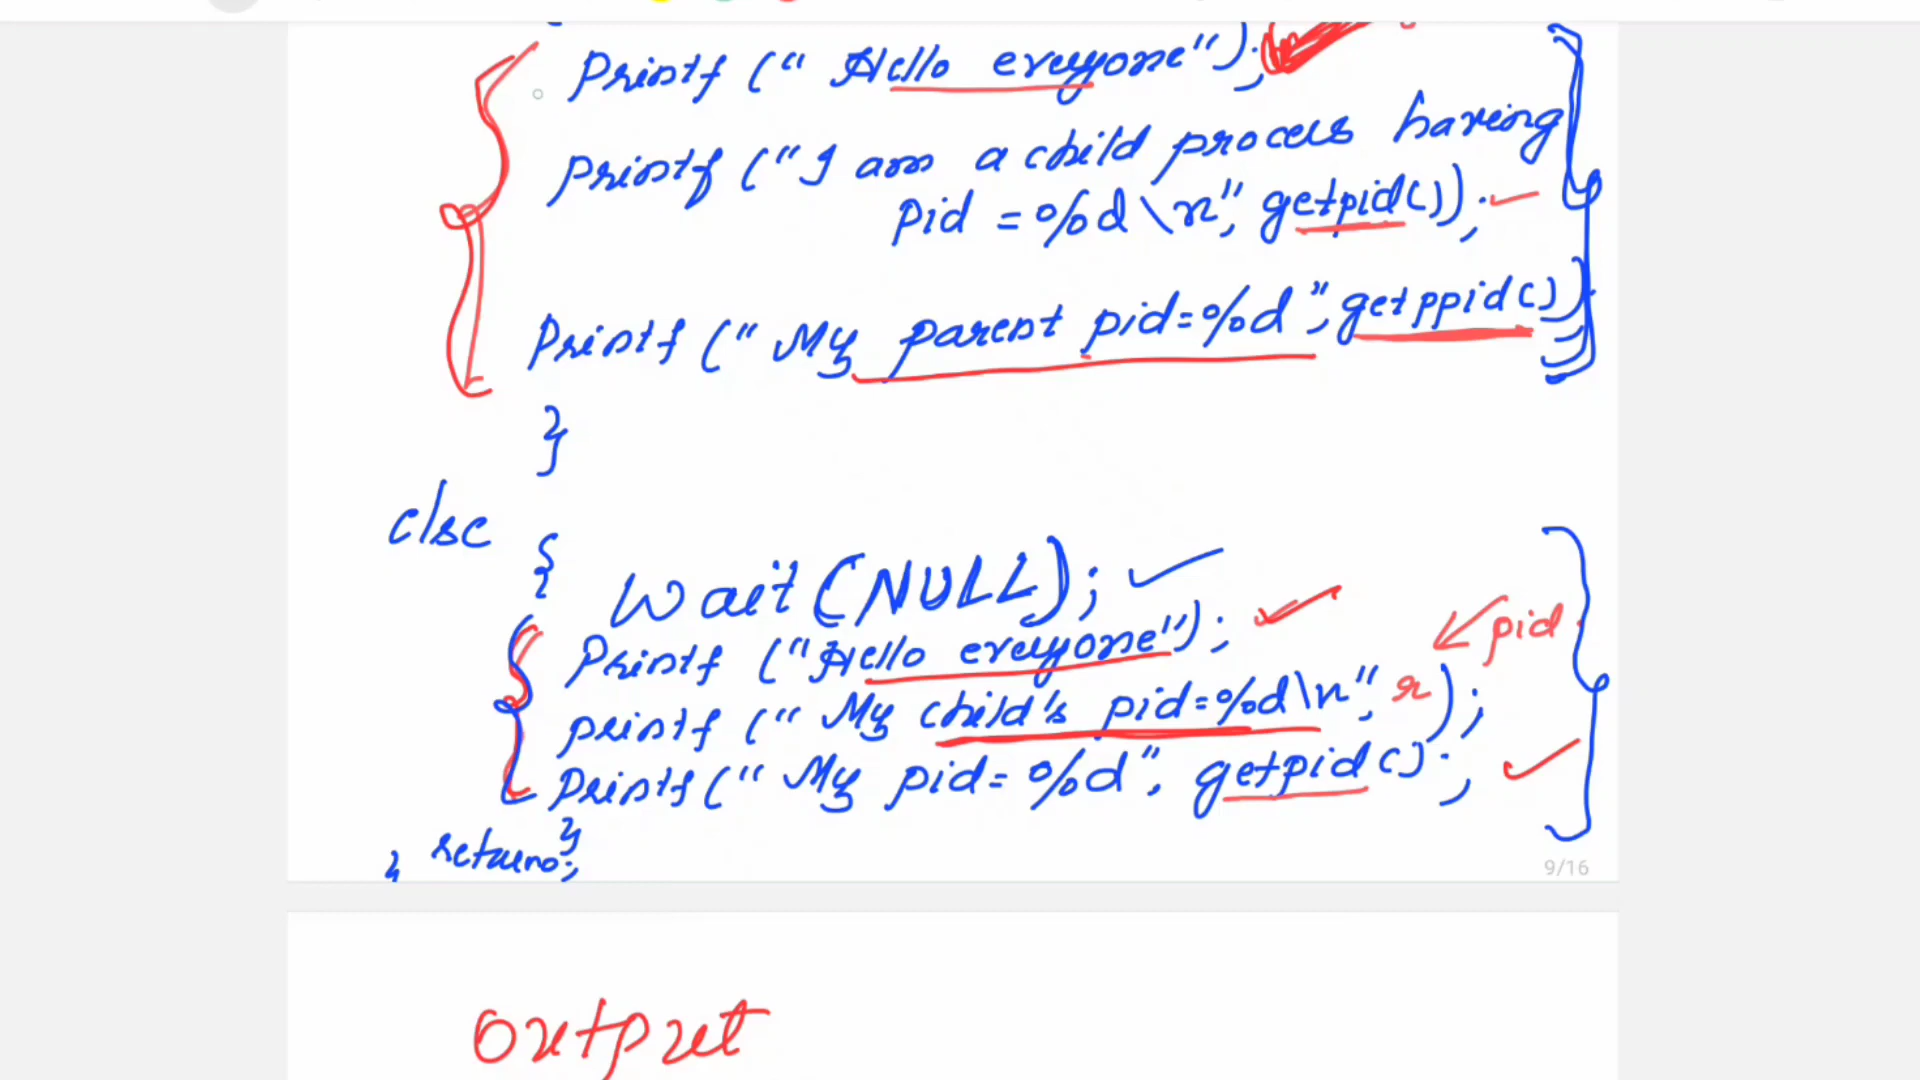 {
Printf (" Hello everyone");
Printf ("I am a child process having
Pid = %d \n", getpid());
Printf (" My parent pid=%d", getppid());
}
else
{
Wait (NULL);
Printf ("Hello everyone");
pid
printf (" My child's pid=%d\n", r);
Printf (" My pid= %d", getpid();
}
} return;
9/16
Output